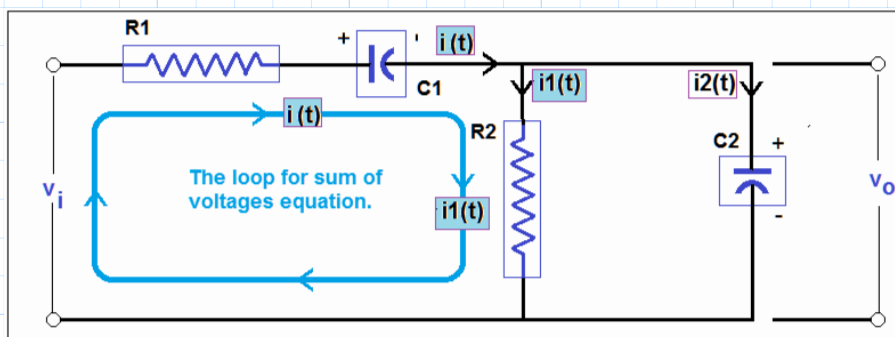 R1
+
-
i (t)
C1
i1(t)
i2(t)
i (t)
R2
C2
+
The loop for sum of
voltages equation.
vi
vo
i1(t)
-